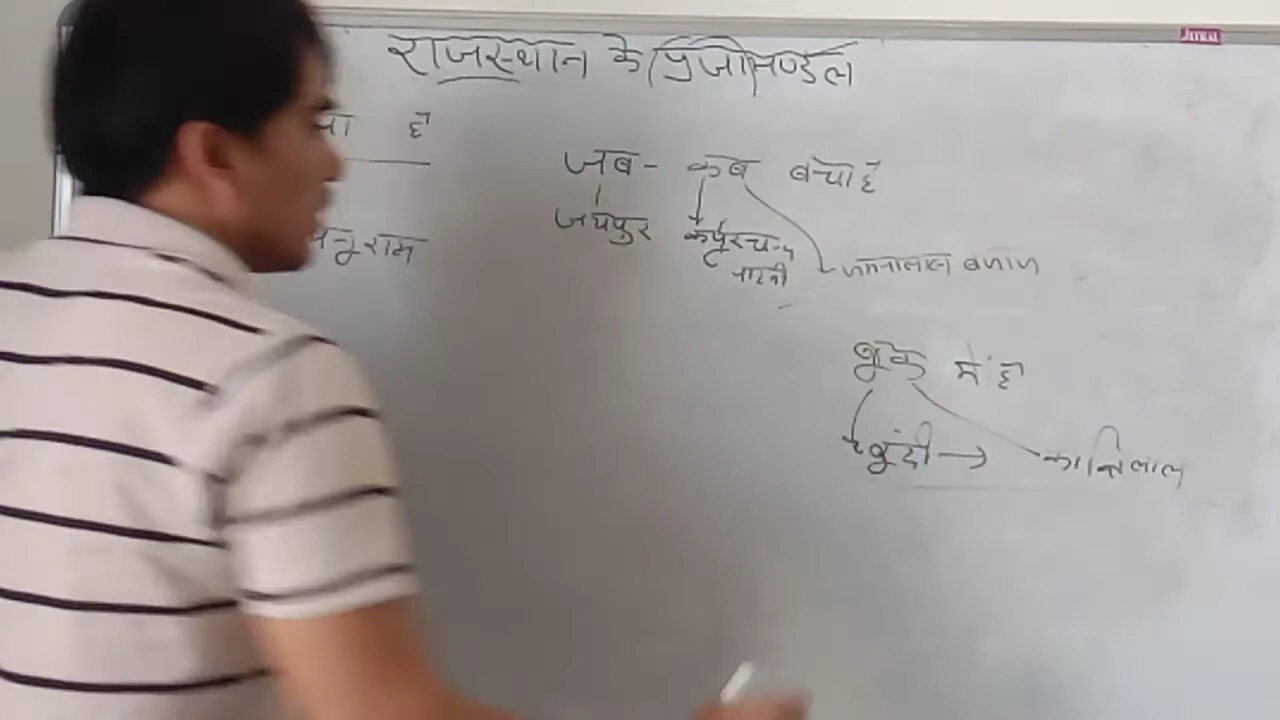 राजस्थान के प्रजामण्डल
है
जब - कब बचा है
जयपुर
कर्पूरचन्द
पाटनी
जमनालाल बजाज
बुक में है
बूंदी → कान्तिलाल